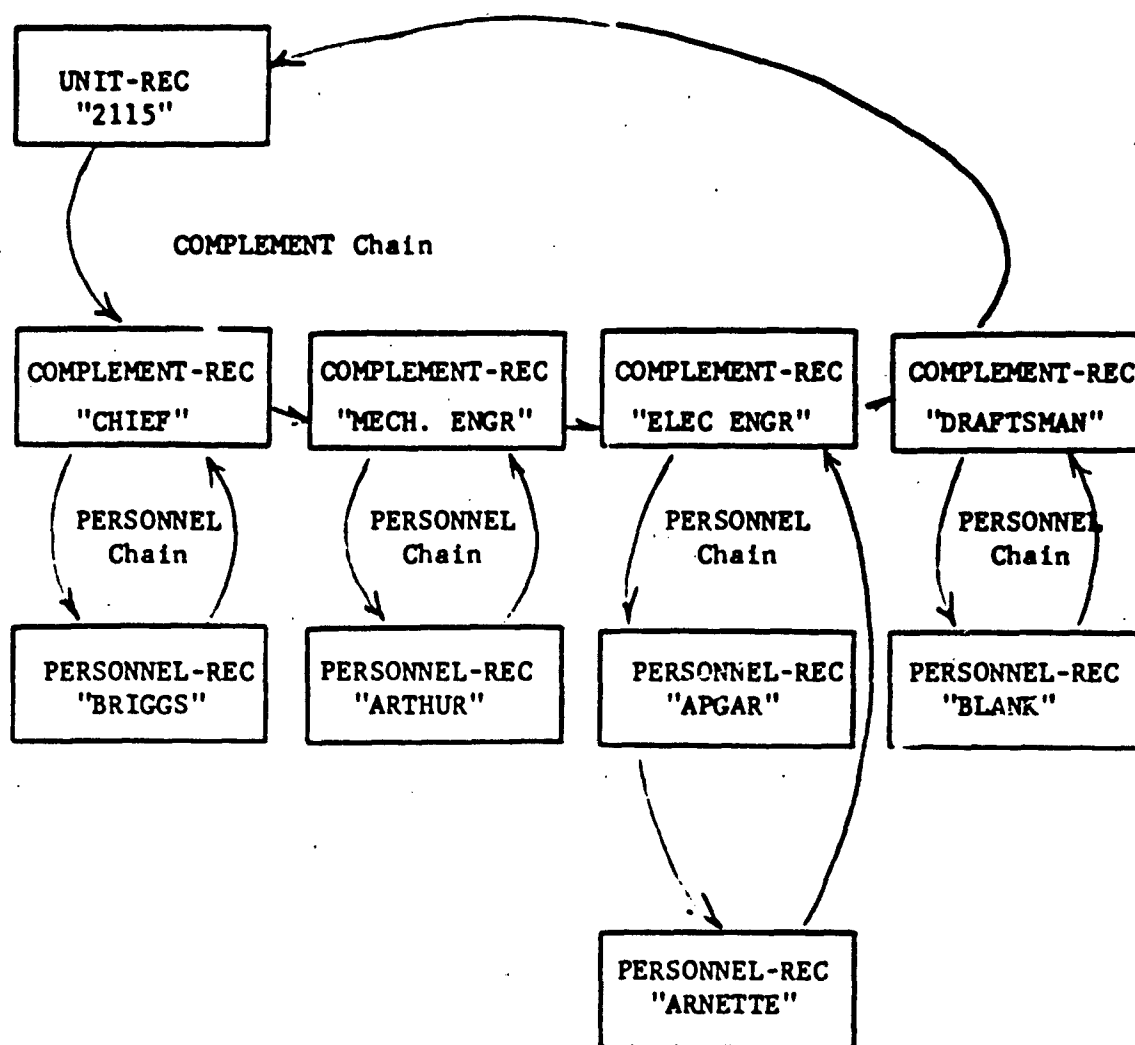 UNIT-REC
"2115"
COMPLEMENT Chain
COMPLEMENT-REC
"CHIEF"
COMPLEMENT-REC
"MECH. ENGR"
COMPLEMENT-REC
"ELEC ENGR"
COMPLEMENT-REC
"DRAFTSMAN"
PERSONNEL
Chain
PERSONNEL
Chain
PERSONNEL
Chain
PERSONNEL
Chain
PERSONNEL-REC
"BRIGGS"
PERSONNEL-REC
"ARTHUR"
PERSONNEL-REC
"APGAR"
PERSONNEL-REC
"BLANK"
PERSONNEL-REC
"ARNETTE"